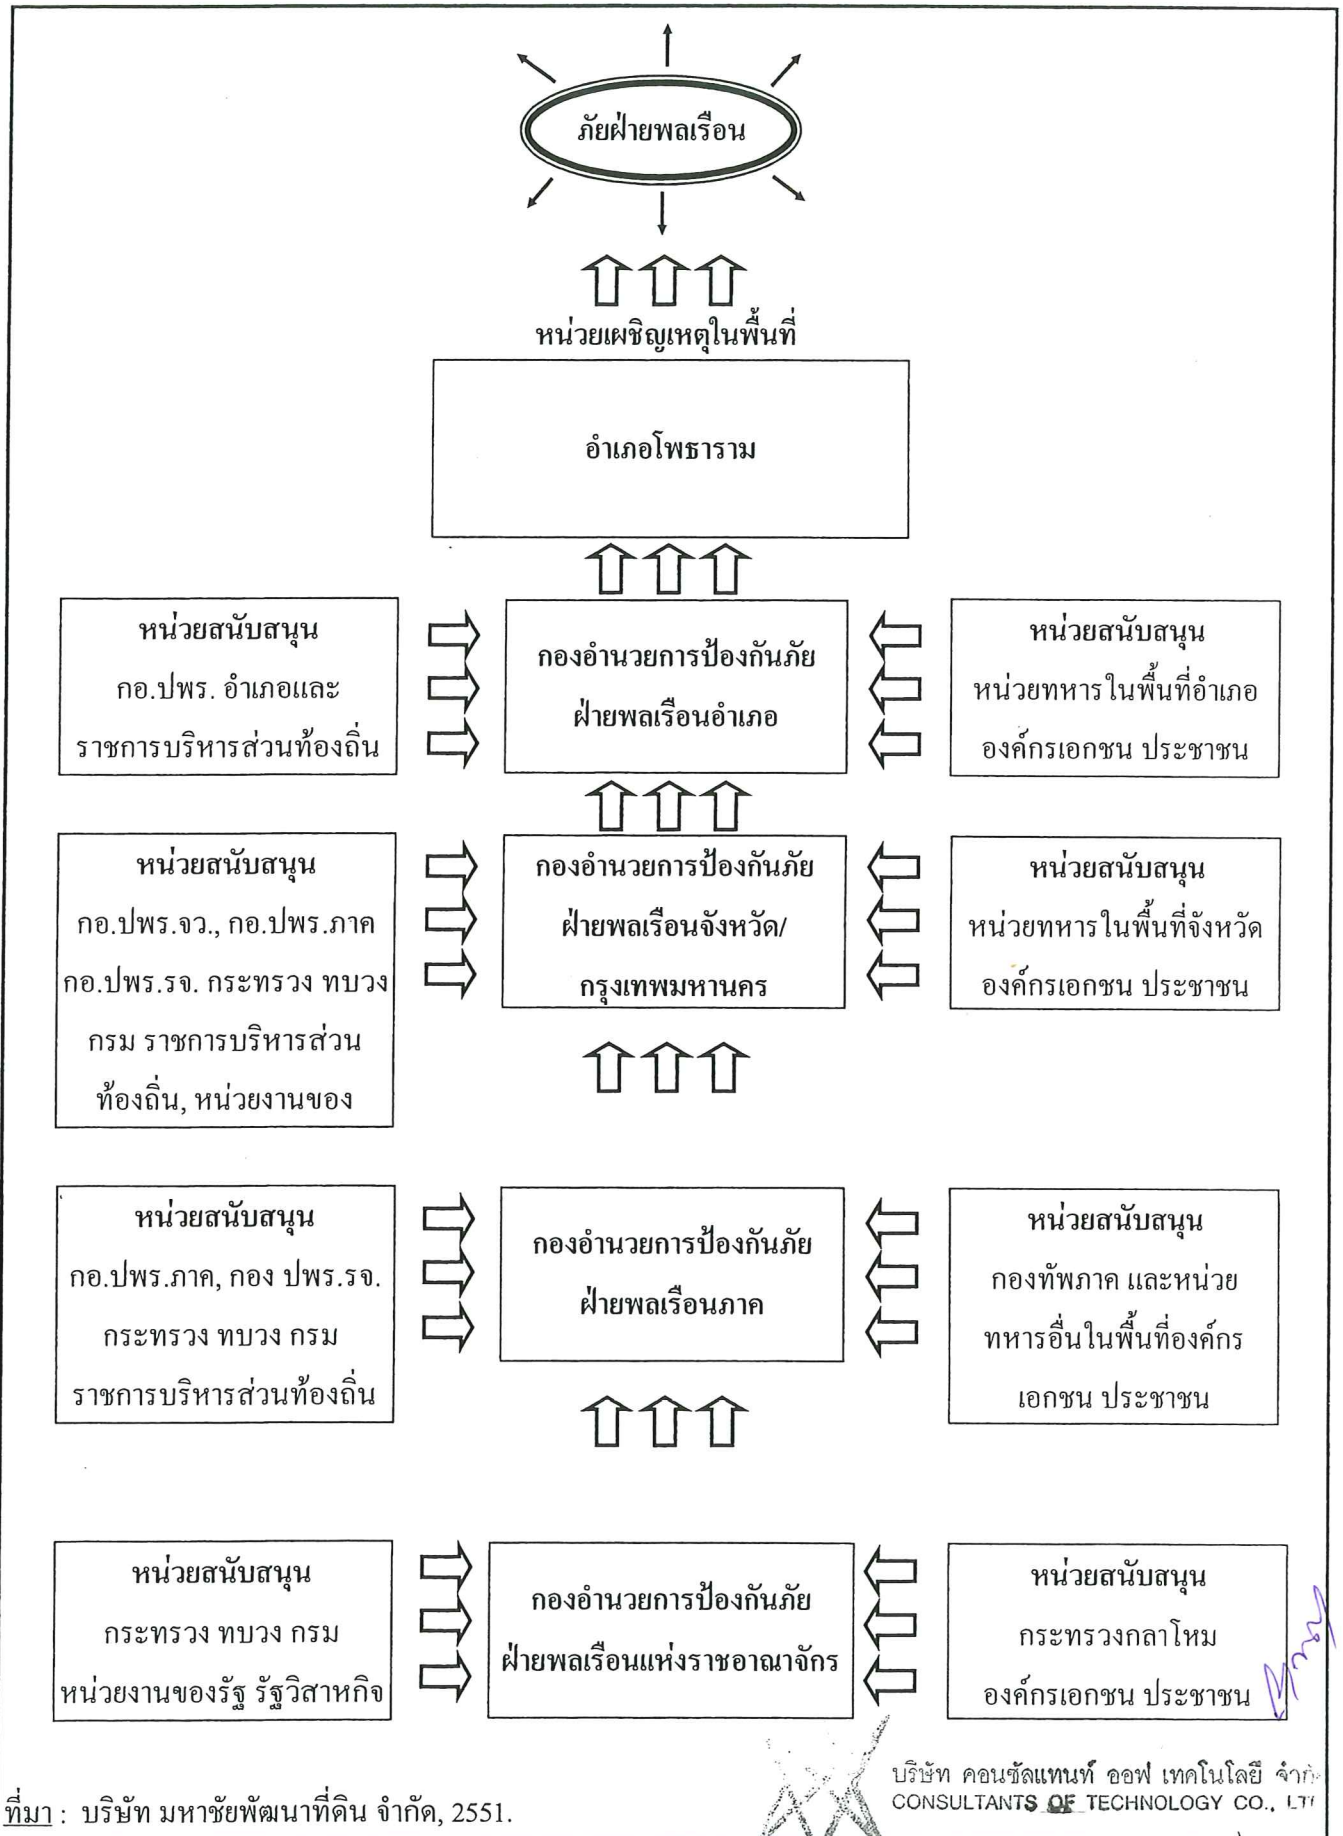 ภัยฝ่ายพลเรือน
หน่วยเผชิญเหตุในพื้นที่
อำเภอโพธาราม
หน่วยสนับสนุน
กอ.ปพร. อำเภอและ
ราชการบริหารส่วนท้องถิ่น
กองอำนวยการป้องกันภัย
ฝ่ายพลเรือนอำเภอ
หน่วยสนับสนุน
หน่วยทหารในพื้นที่อำเภอ
องค์กรเอกชน ประชาชน
หน่วยสนับสนุน
กอ.ปพร.จว., กอ.ปพร.ภาค
กอ.ปพร.รจ. กระทรวง ทบวง
กรม ราชการบริหารส่วน
ท้องถิ่น, หน่วยงานของ
กองอำนวยการป้องกันภัย
ฝ่ายพลเรือนจังหวัด/
กรุงเทพมหานคร
หน่วยสนับสนุน
หน่วยทหารในพื้นที่จังหวัด
องค์กรเอกชน ประชาชน
หน่วยสนับสนุน
กอ.ปพร.ภาค, กอง ปพร.รจ.
กระทรวง ทบวง กรม
ราชการบริหารส่วนท้องถิ่น
กองอำนวยการป้องกันภัย
ฝ่ายพลเรือนภาค
หน่วยสนับสนุน
กองทัพภาค และหน่วย
ทหารอื่นในพื้นที่องค์กร
เอกชน ประชาชน
หน่วยสนับสนุน
กระทรวง ทบวง กรม
หน่วยงานของรัฐ รัฐวิสาหกิจ
กองอำนวยการป้องกันภัย
ฝ่ายพลเรือนแห่งราชอาณาจักร
หน่วยสนับสนุน
กระทรวงกลาโหม
องค์กรเอกชน ประชาชน
บริษัท คอนซัลแทนท์ ออฟ เทคโนโลยี
CONSULTANTS OF TECHNOLOGY CO.,
ที่มา : บริษัท มหาชัยพัฒนาที่ดิน จำกัด, 2551.